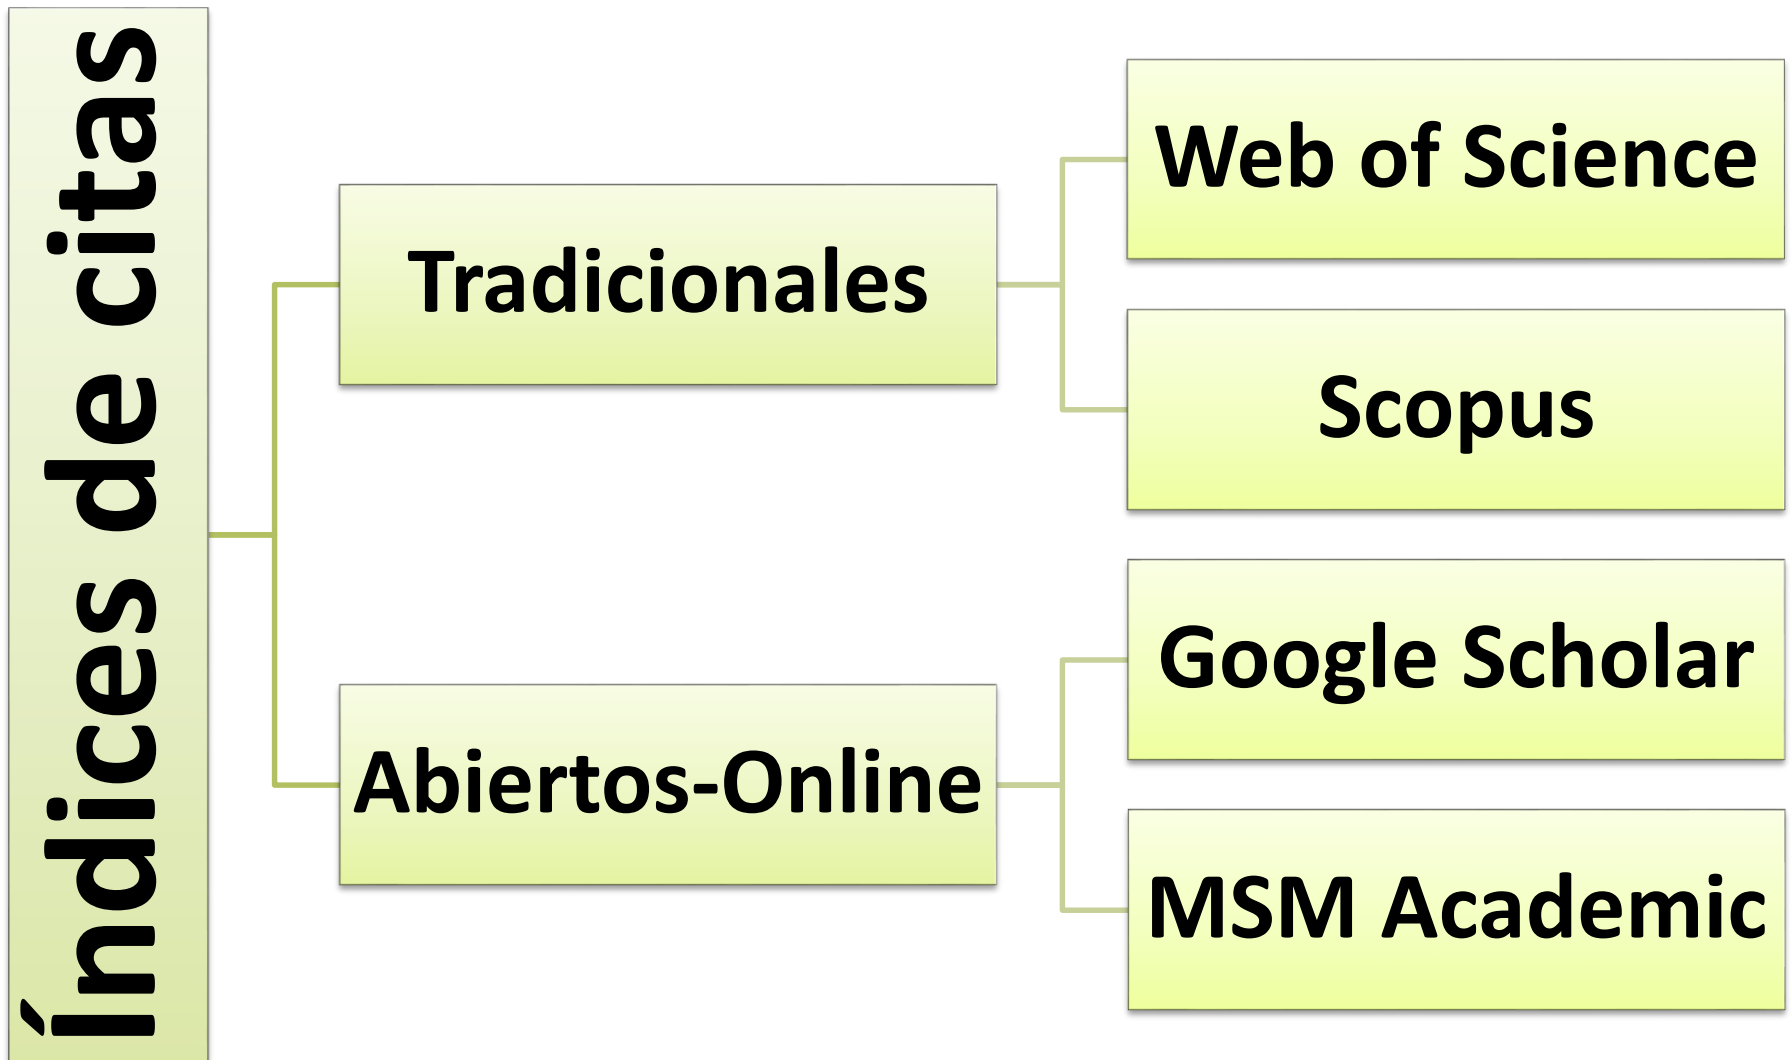 Índices de citas
Tradicionales
Web of Science
Scopus
Abiertos-Online
Google Scholar
MSM Academic